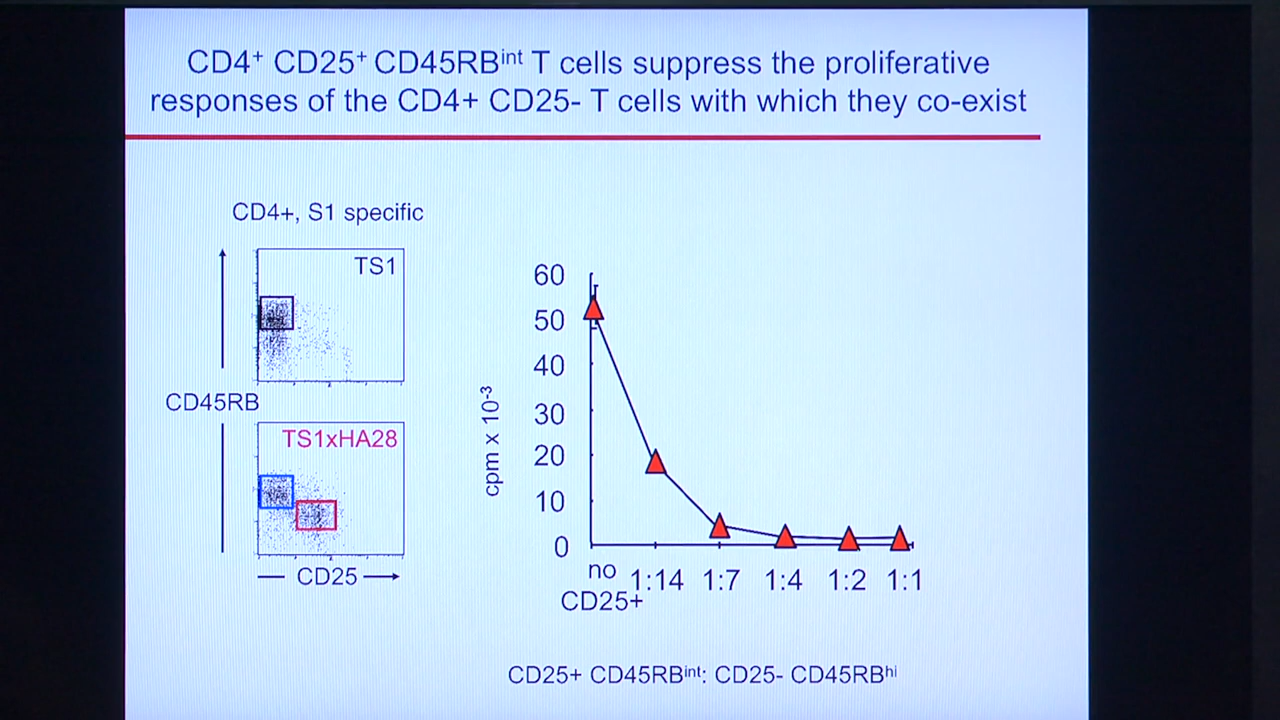 CD4⁺ CD25⁺ CD45RBⁱⁿᵗ T cells suppress the proliferative
responses of the CD4+ CD25- T cells with which they co-exist
CD4+, S1 specific
TS1
CD45RB
TS1xHA28
CD25
60
50
40
30
20
10
0
cpm x 10⁻³
no
CD25+
1:14
1:7
1:4
1:2
1:1
CD25+ CD45RBⁱⁿᵗ: CD25- CD45RBʰⁱ